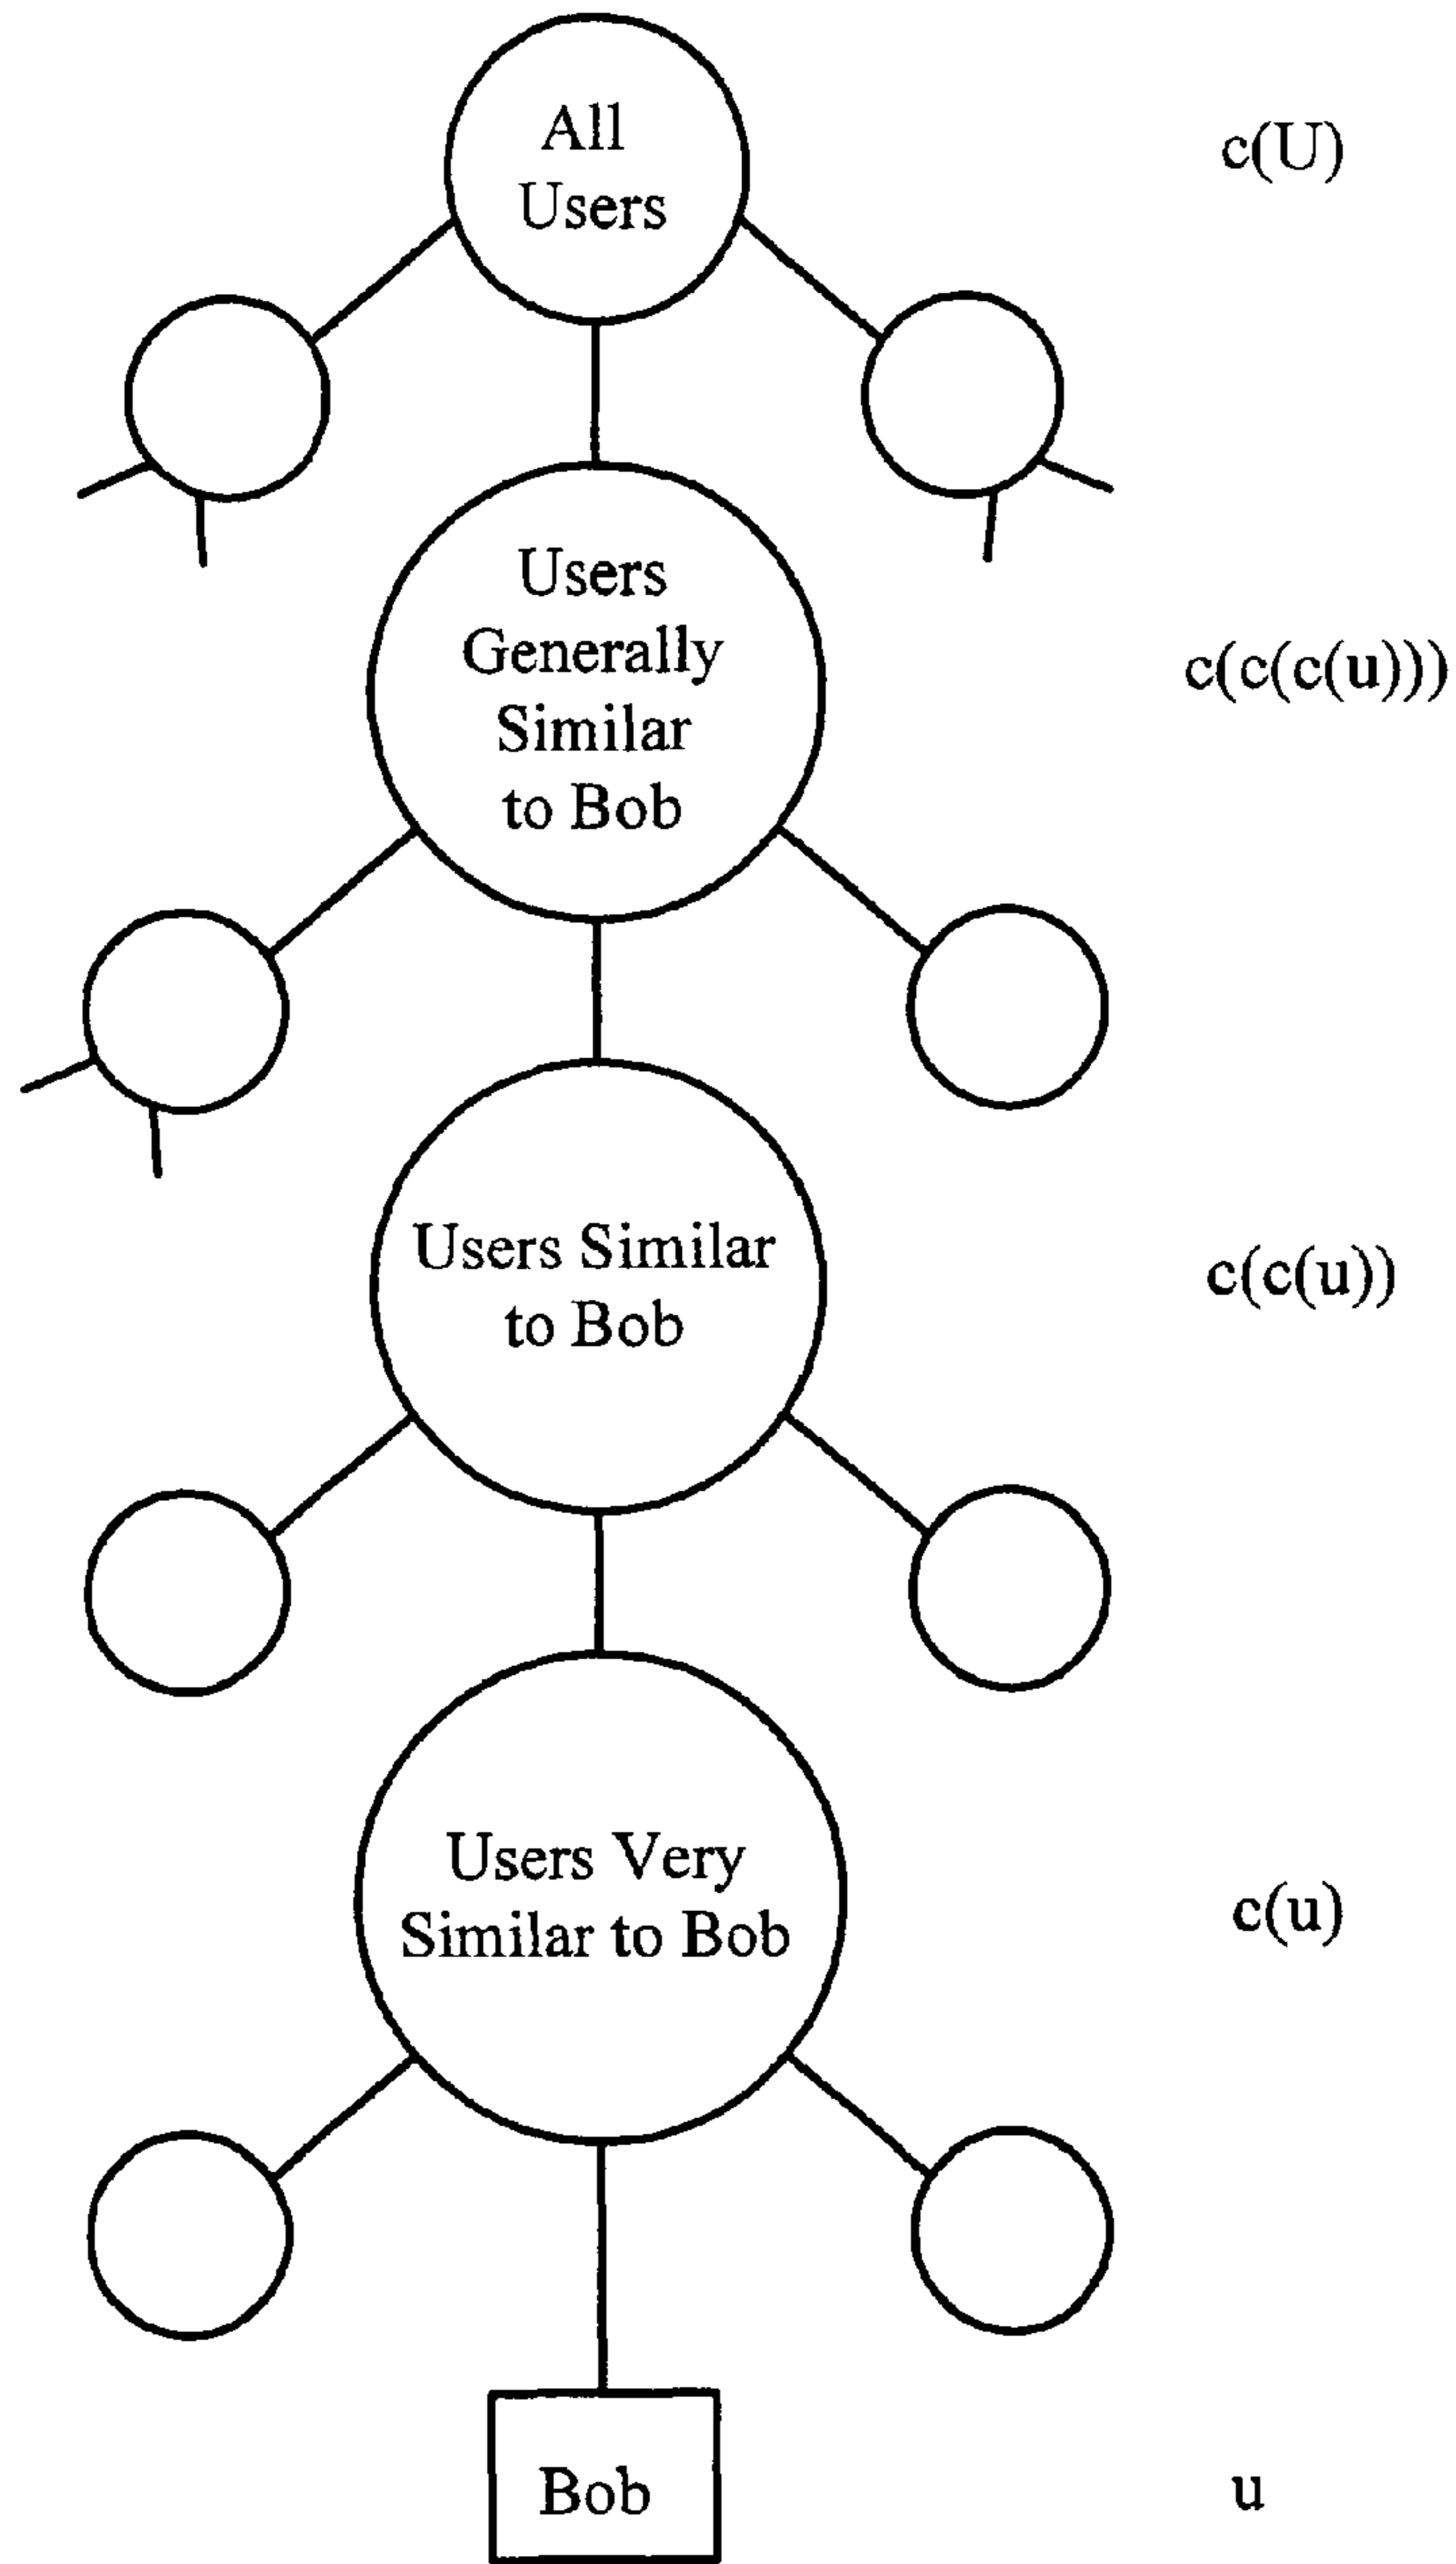 All
Users
c(U)
Users
Generally
Similar
to Bob
c(c(c(u)))
Users Similar
to Bob
c(c(u))
Users Very
Similar to Bob
c(u)
Bob
u